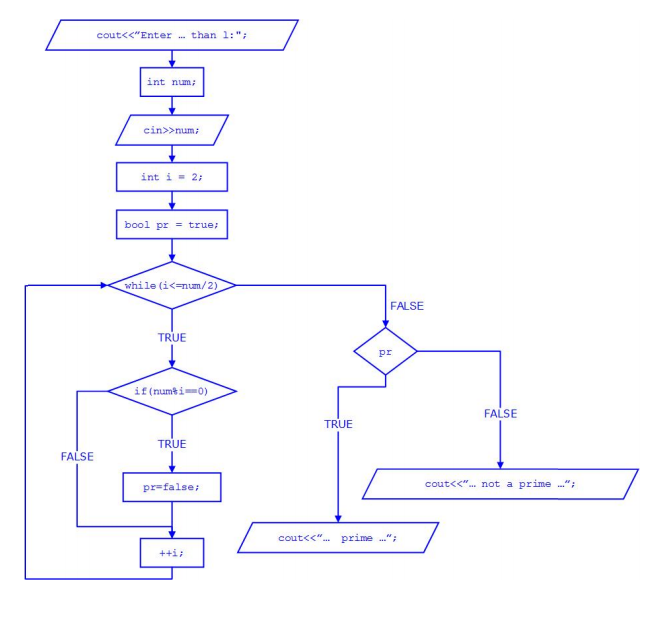 cout<<"Enter … than 1:";
int num;
cin>>num;
int i = 2;
bool pr = true;
while(i<=num/2)
FALSE
TRUE
pr
if(num%i==0)
FALSE
TRUE
TRUE
FALSE
pr=false;
cout<<"… not a prime …";
cout<<"… prime …";
++i;